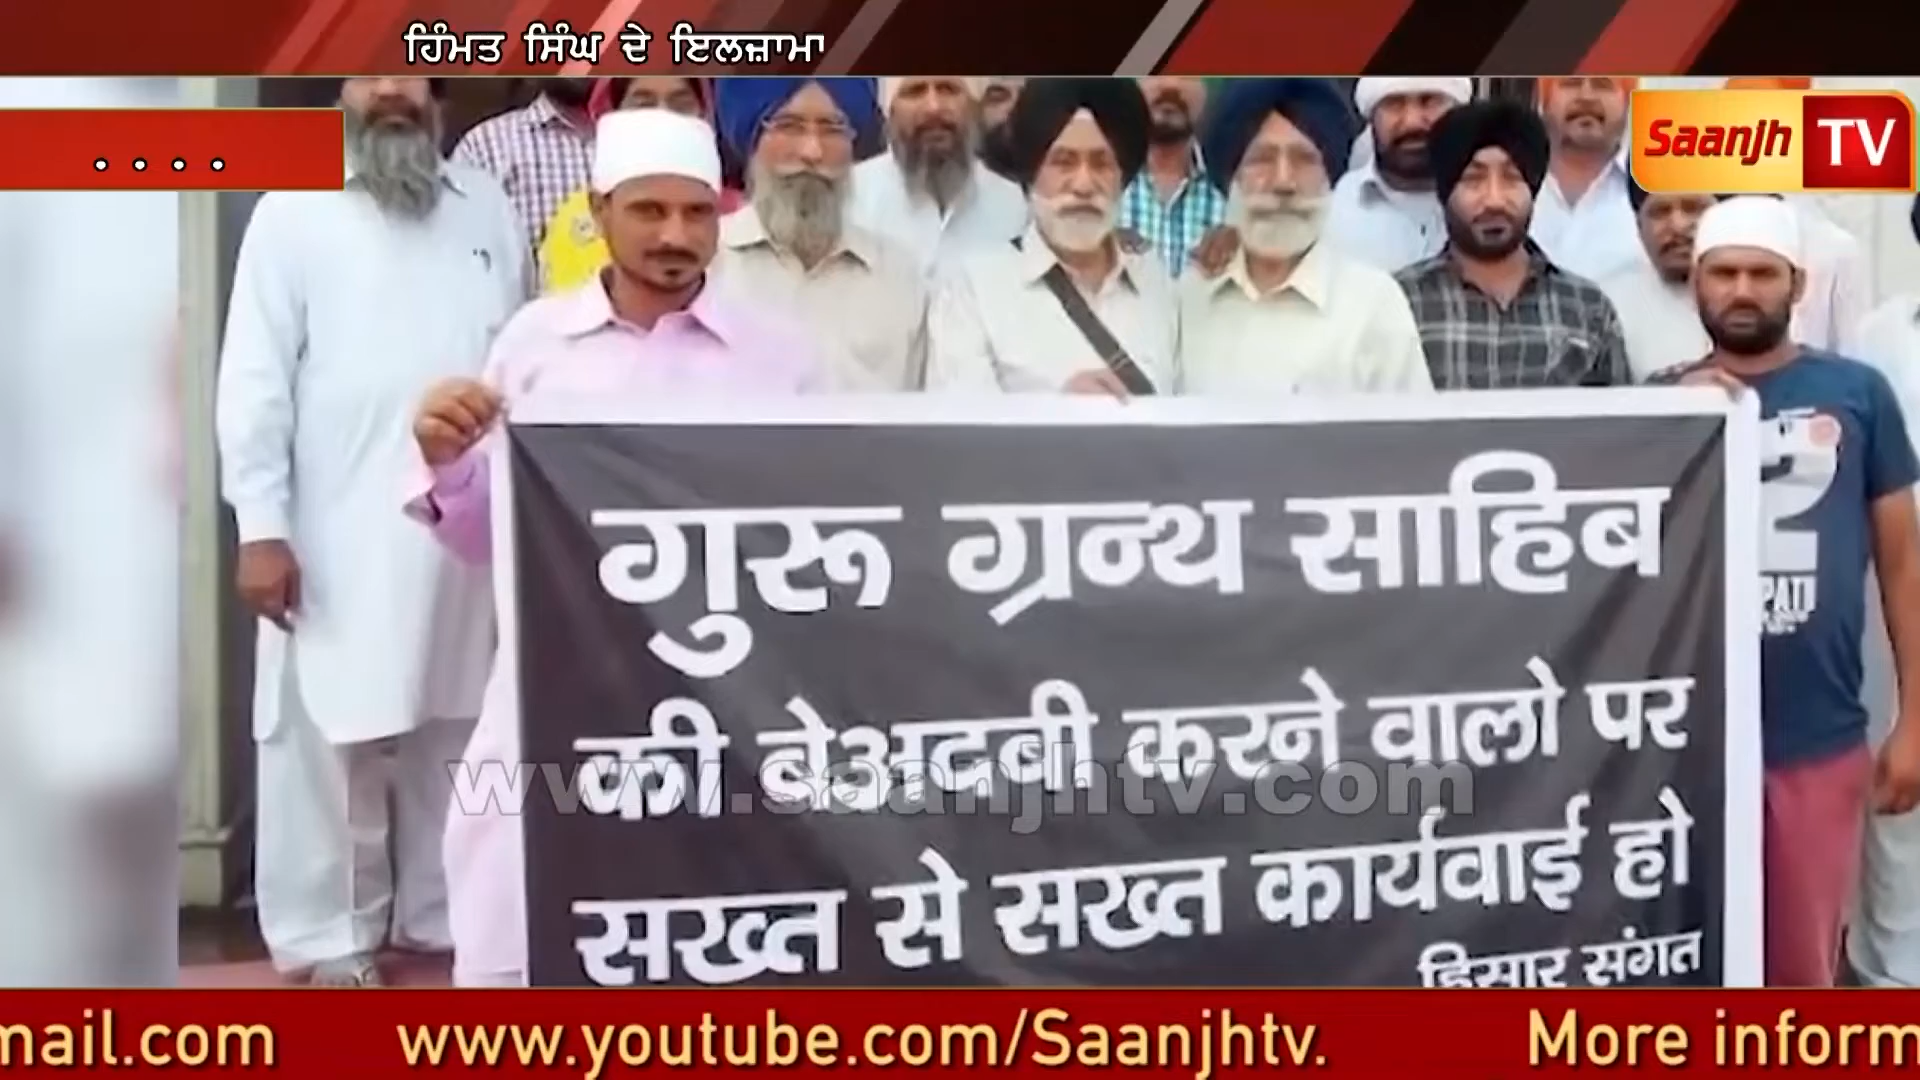 ਹਿੰਮਤ ਸਿੰਘ ਦੇ ਇਲਜ਼ਾਮਾ
. . . .
Saanjh TV
गुरू ग्रन्थ साहिब
की बेअदबी करने वालो पर
www.saanjhtv.com
सख्त से सख्त कार्यवाई हो
हिसार संगत
mail.com www.youtube.com/Saanjhtv. More inform